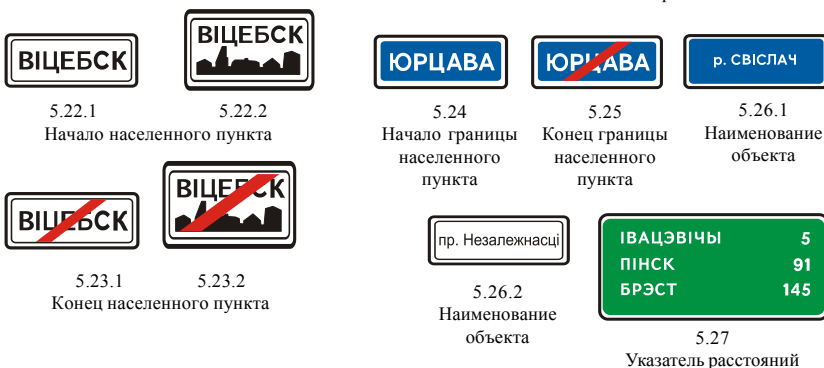 ВІЦЕБСК
ВІЦЕБСК
5.22.1
5.22.2
Начало населенного пункта
ВІЦЕБСК
ВІЦЕБСК
5.23.1
5.23.2
Конец населенного пункта
ЮРЦАВА
5.24
Начало границы
населенного
пункта
ЮРЦАВА
5.25
Конец границы
населенного
пункта
р. СВІСЛАЧ
5.26.1
Наименование
объекта
пр. Незалежнасці
5.26.2
Наименование
объекта
ІВАЦЭВІЧЫ 5
ПІНСК 91
БРЭСТ 145
5.27
Указатель расстояний